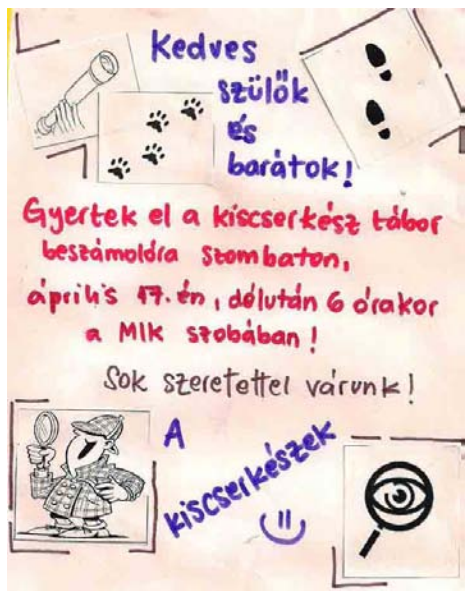 Kedves
szülők
és
barátok!
Gyertek el a kiscserkész tábor
beszámolóra szombaton,
április 17.én, délután 6 órakor
a MIK szobában!
Sok szeretettel várunk!
A
kiscserkészek